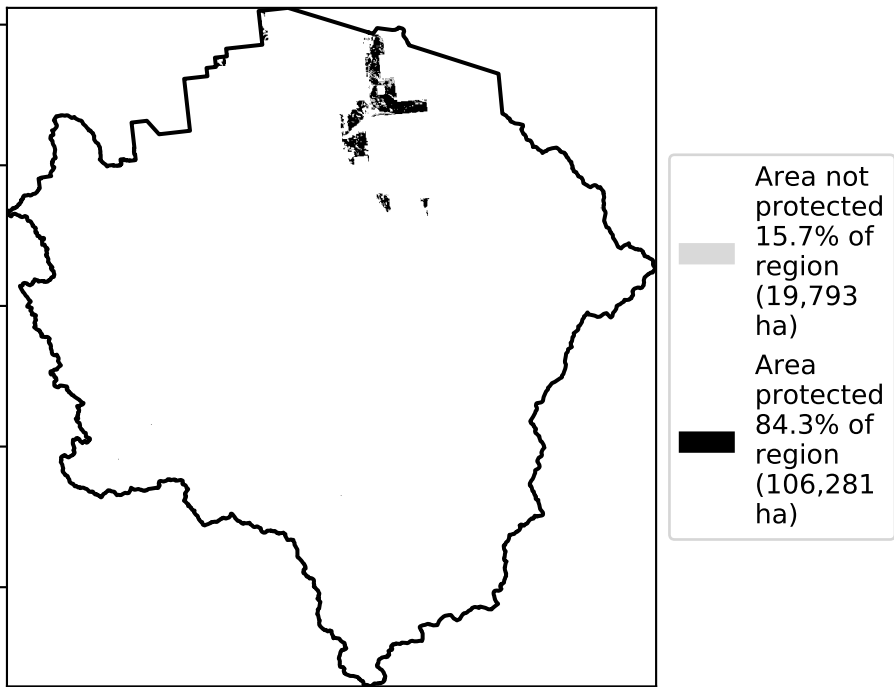 Area not
protected
15.7% of
region
(19,793
ha)
Area
protected
84.3% of
region
(106,281
ha)